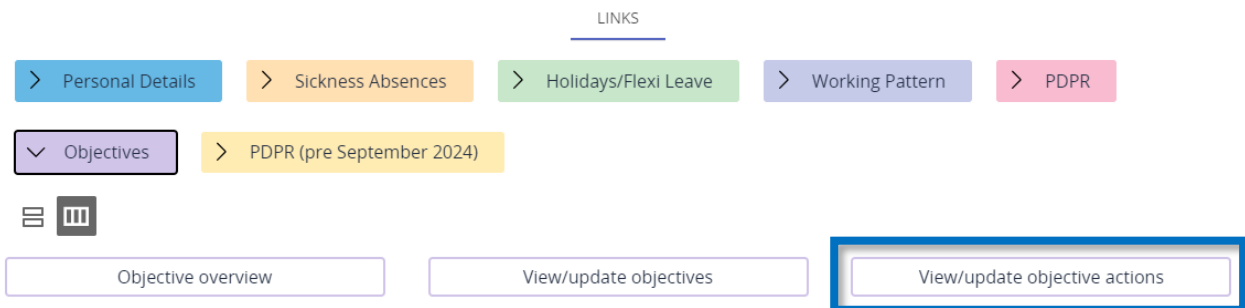 LINKS
Personal Details Sickness Absences Holidays/Flexi Leave Working Pattern PDPR
Objectives PDPR (pre September 2024)
Objective overview View/update objectives View/update objective actions